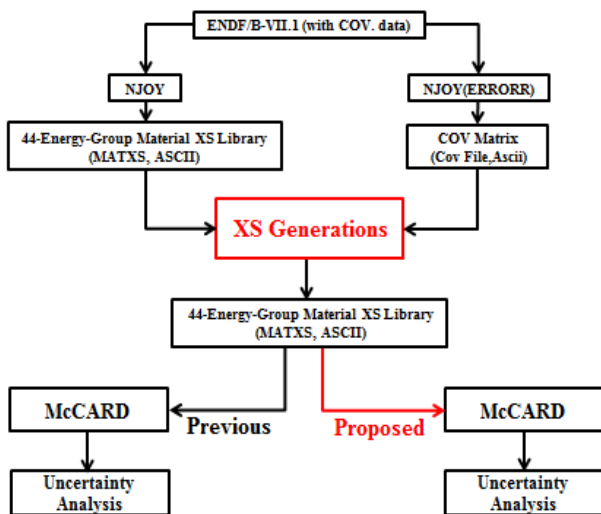 ENDF/B-VII.1 (with COV. data)
NJOY
NJOY(ERRORR)
44-Energy-Group Material XS Library
(MATXS, ASCII)
COV Matrix
(Cov File,Ascii)
XS Generations
44-Energy-Group Material XS Library
(MATXS, ASCII)
McCARD
Previous
Proposed
McCARD
Uncertainty
Analysis
Uncertainty
Analysis